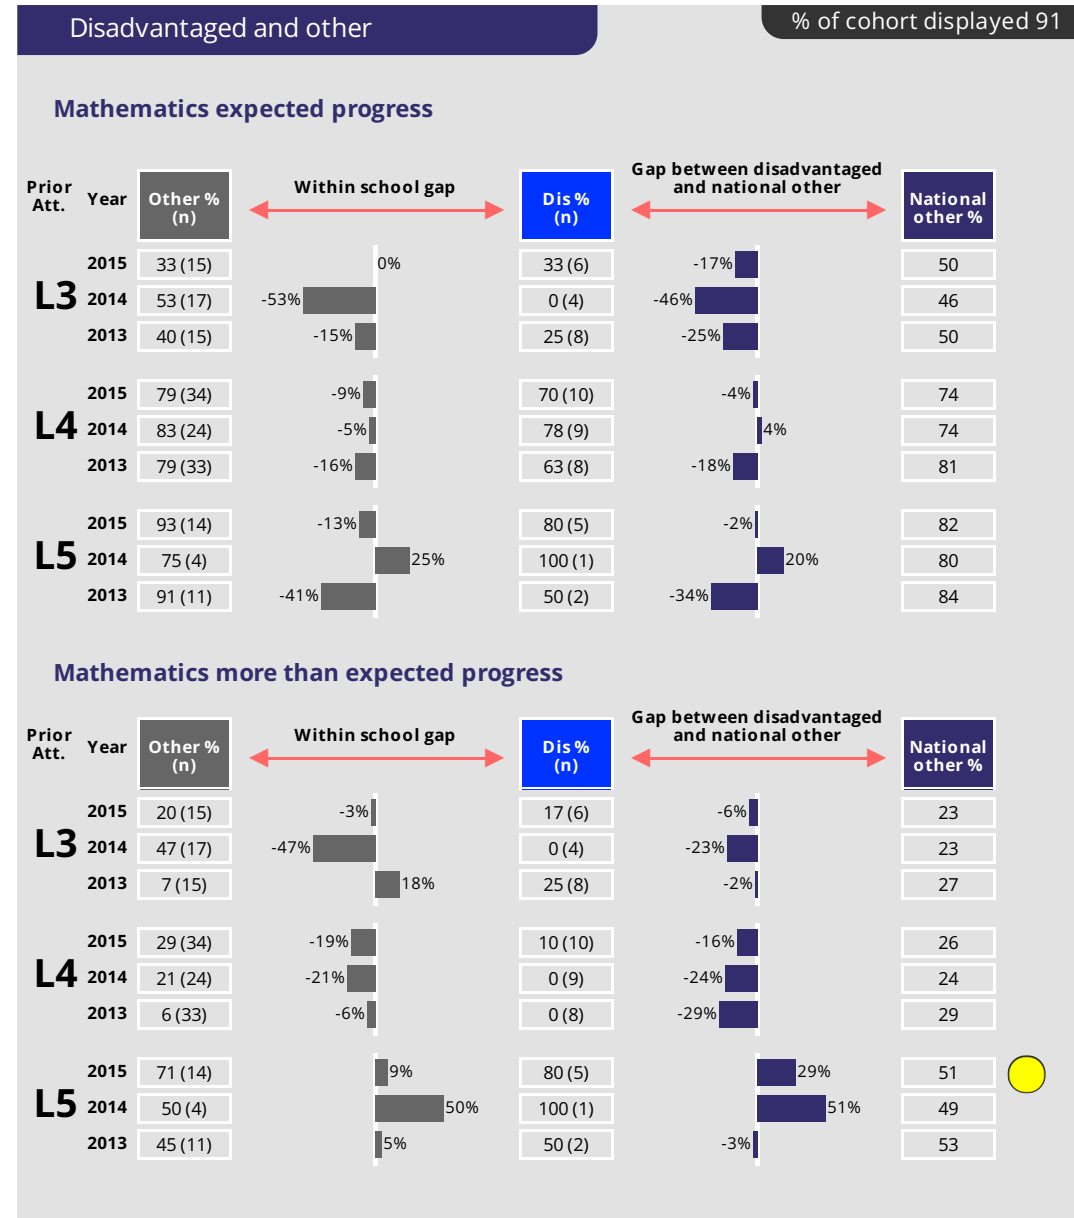 Disadvantaged and other
% of cohort displayed 91
Mathematics expected progress
Prior Att.
Year
Other % (n)
Within school gap
Dis % (n)
Gap between disadvantaged
and national other
National other %
L3
2015 33 (15) 0% 33 (6) -17% 50
2014 53 (17) -53% 0 (4) -46% 46
2013 40 (15) -15% 25 (8) -25% 50
L4
2015 79 (34) -9% 70 (10) -4% 74
2014 83 (24) -5% 78 (9) 4% 74
2013 79 (33) -16% 63 (8) -18% 81
L5
2015 93 (14) -13% 80 (5) -2% 82
2014 75 (4) 25% 100 (1) 20% 80
2013 91 (11) -41% 50 (2) -34% 84
Mathematics more than expected progress
Prior Att.
Year
Other % (n)
Within school gap
Dis % (n)
Gap between disadvantaged
and national other
National other %
L3
2015 20 (15) -3% 17 (6) -6% 23
2014 47 (17) -47% 0 (4) -23% 23
2013 7 (15) 18% 25 (8) -2% 27
L4
2015 29 (34) -19% 10 (10) -16% 26
2014 21 (24) -21% 0 (9) -24% 24
2013 6 (33) -6% 0 (8) -29% 29
L5
2015 71 (14) 9% 80 (5) 29% 51
2014 50 (4) 50% 100 (1) 51% 49
2013 45 (11) 5% 50 (2) -3% 53